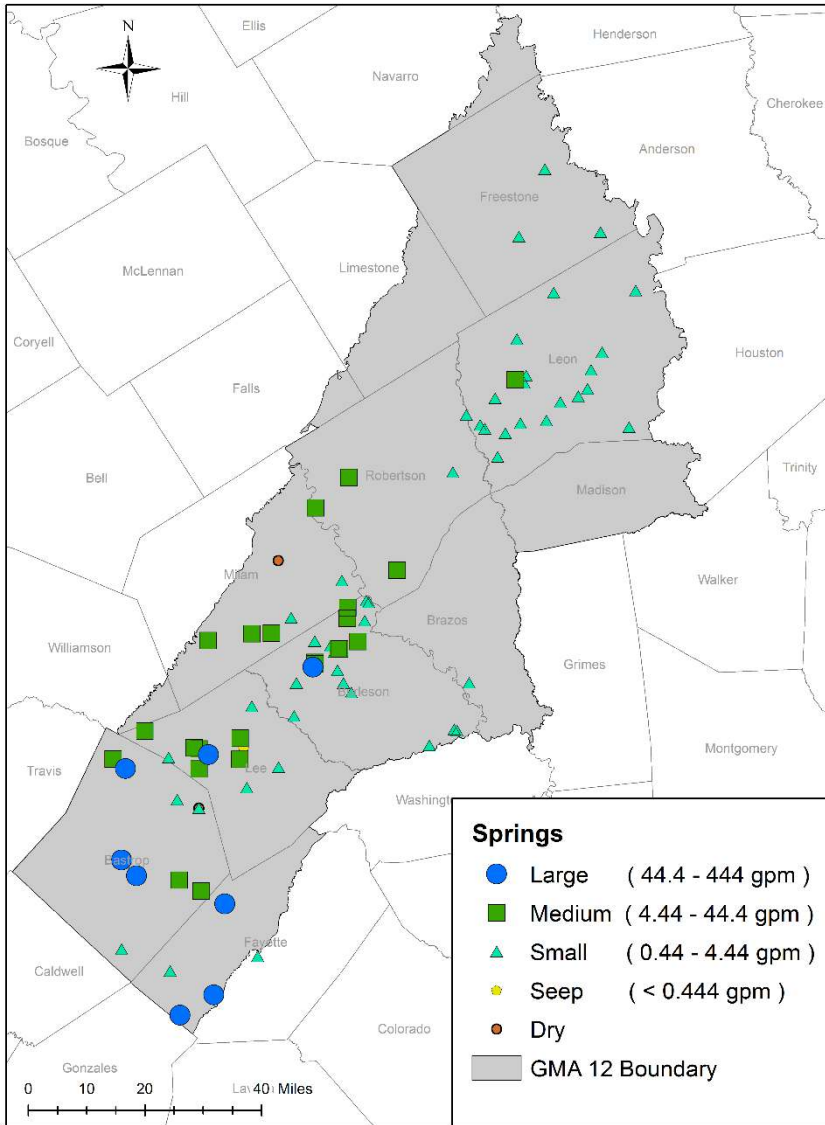 Ellis
Henderson
N
Navarro
Hill
Cherokee
Bosque
Anderson
Freestone
McLennan
Limestone
Coryell
Leon
Houston
Falls
Bell
Robertson
Trinity
Madison
Milam
Walker
Brazos
Williamson
Grimes
Burleson
Montgomery
Travis
Lee
Washington
Bastrop
Fayette
Caldwell
Colorado
Gonzales
0 10 20 40 Miles
Springs
Large ( 44.4 - 444 gpm )
Medium ( 4.44 - 44.4 gpm )
Small ( 0.44 - 4.44 gpm )
Seep ( < 0.444 gpm )
Dry
GMA 12 Boundary